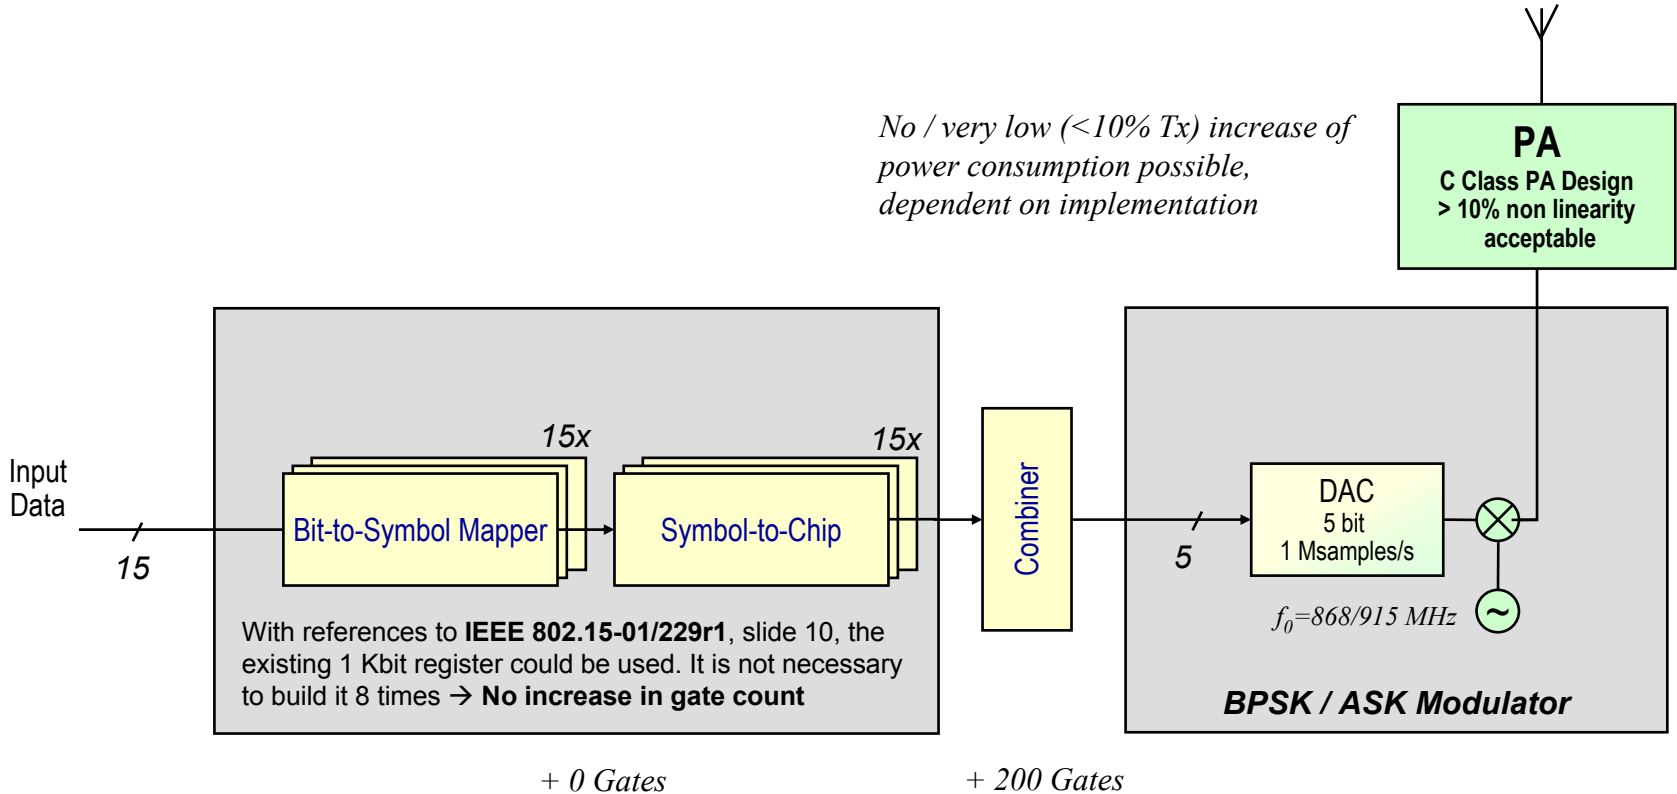 No / very low (<10% Tx) increase of
power consumption possible,
dependent on implementation
PA
C Class PA Design
> 10% non linearity
acceptable
Input
Data
15
15x
Bit-to-Symbol Mapper
15x
Symbol-to-Chip
Combiner
5
DAC
5 bit
1 Msamples/s
~
f0=868/915 MHz
With references to IEEE 802.15-01/229r1, slide 10, the
existing 1 Kbit register could be used. It is not necessary
to build it 8 times → No increase in gate count
BPSK / ASK Modulator
+ 0 Gates
+ 200 Gates